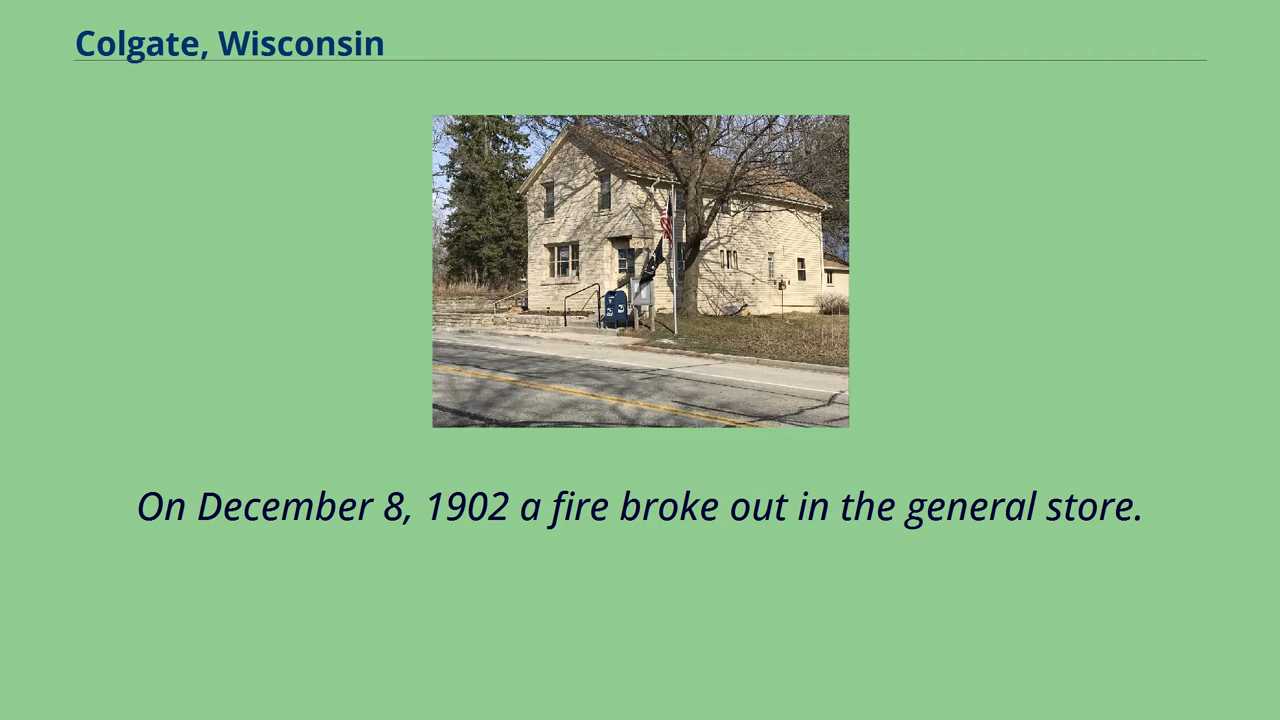 Colgate, Wisconsin
On December 8, 1902 a fire broke out in the general store.